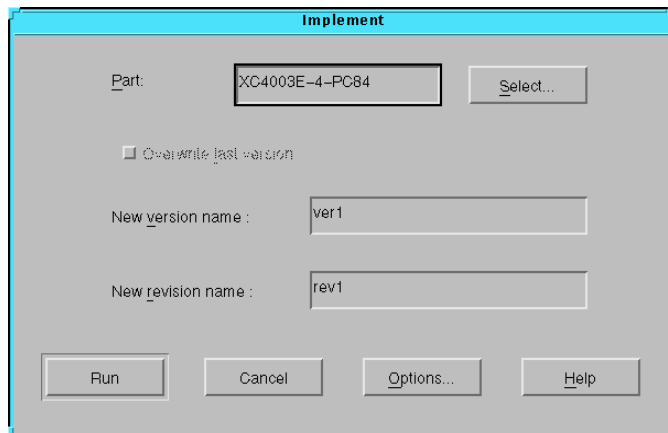 Implement
Part: XC4003E-4-PC84 Select...
Overwrite last version
New version name : ver1
New revision name : rev1
Run Cancel Options... Help